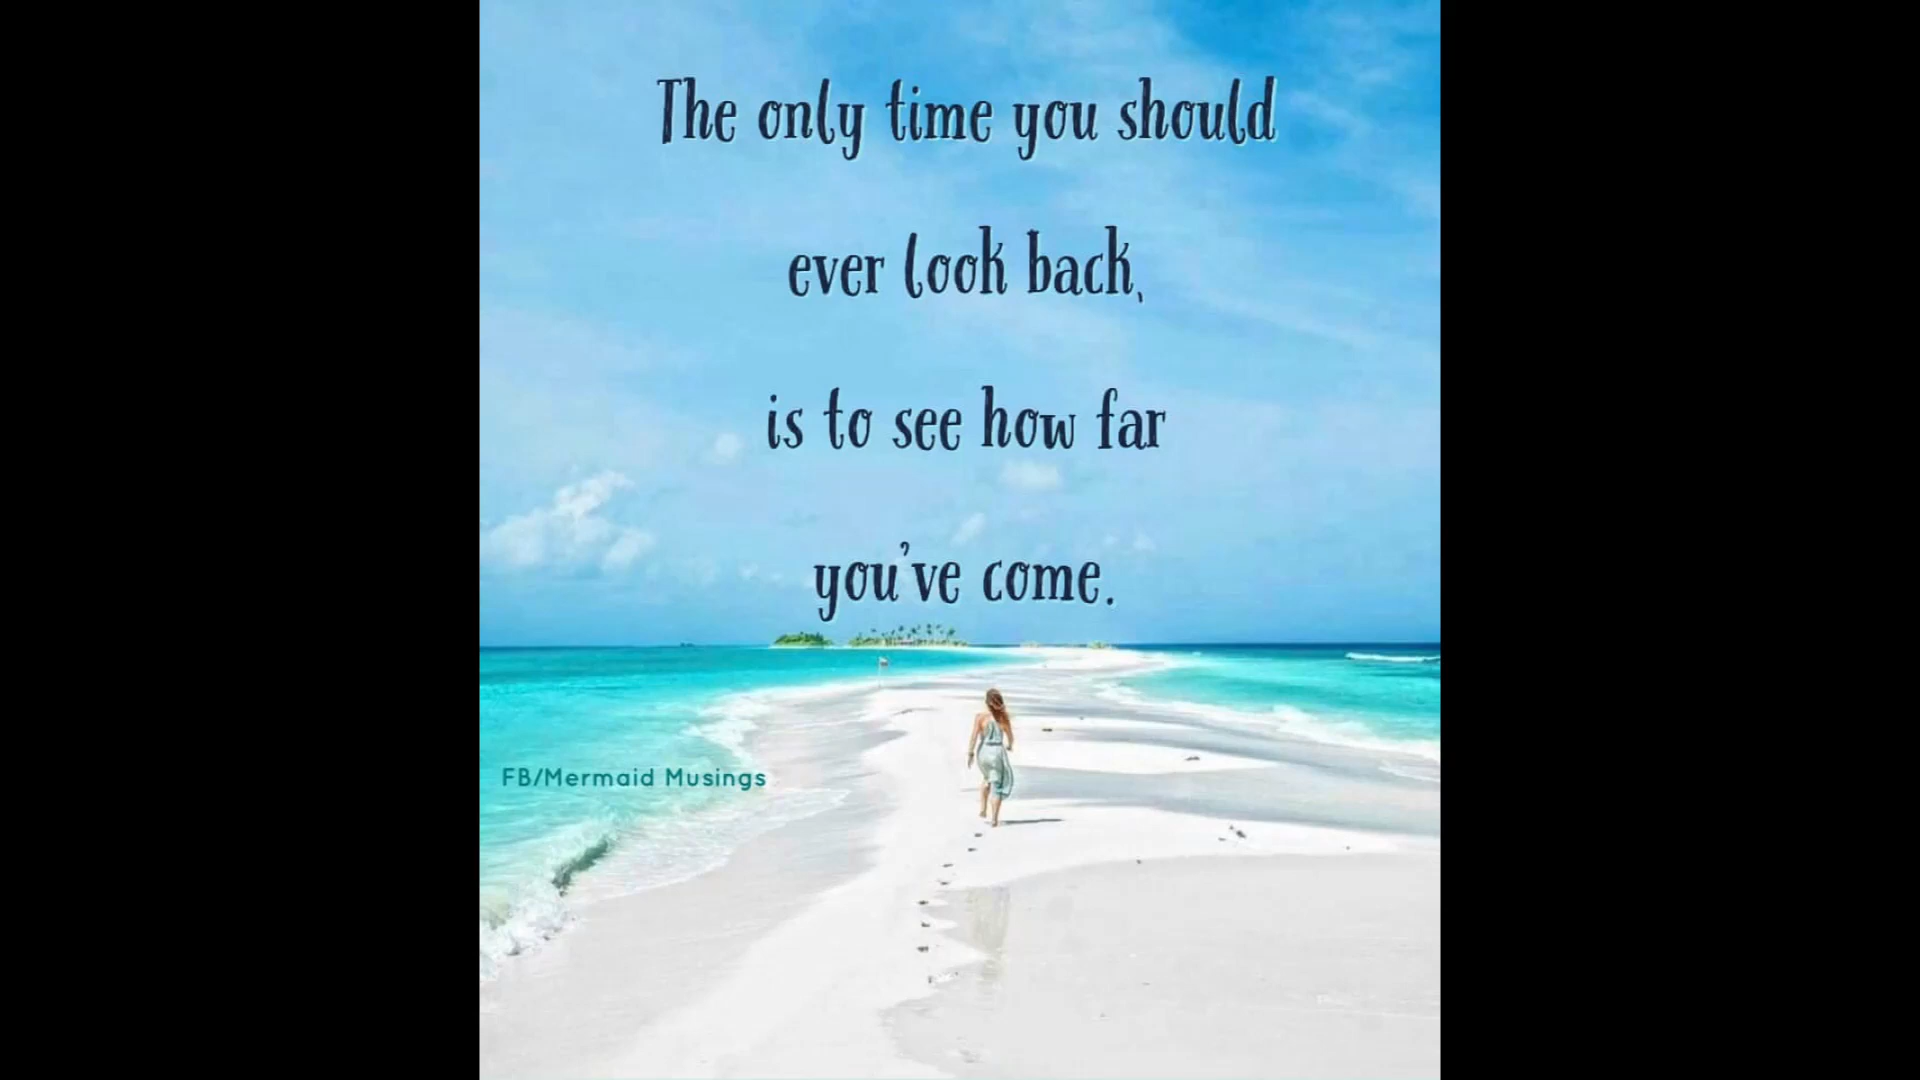 The only time you should
ever look back,
is to see how far
you've come.
FB/Mermaid Musings